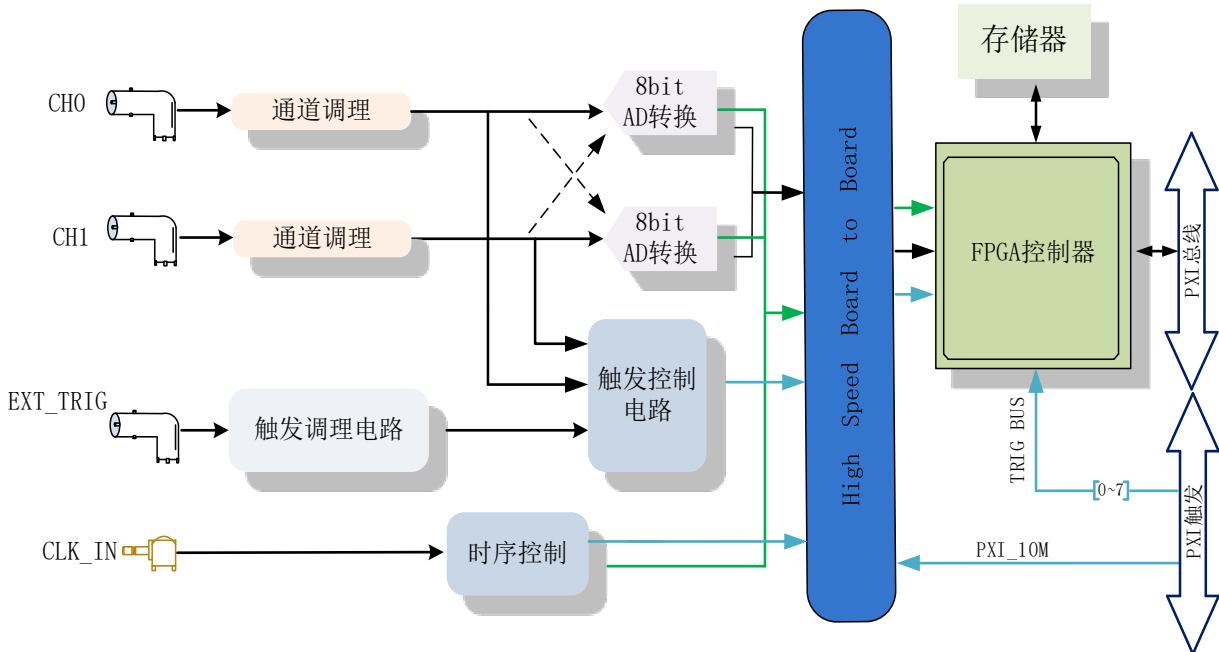 存储器
CH0
通道调理
8bit
AD转换
CH1
通道调理
8bit
AD转换
High Speed Board to Board
FPGA控制器
PXI总线
EXT_TRIG
触发调理电路
触发控制
电路
TRIG BUS
[0~7]
PXI触发
CLK_IN
时序控制
PXI_10M